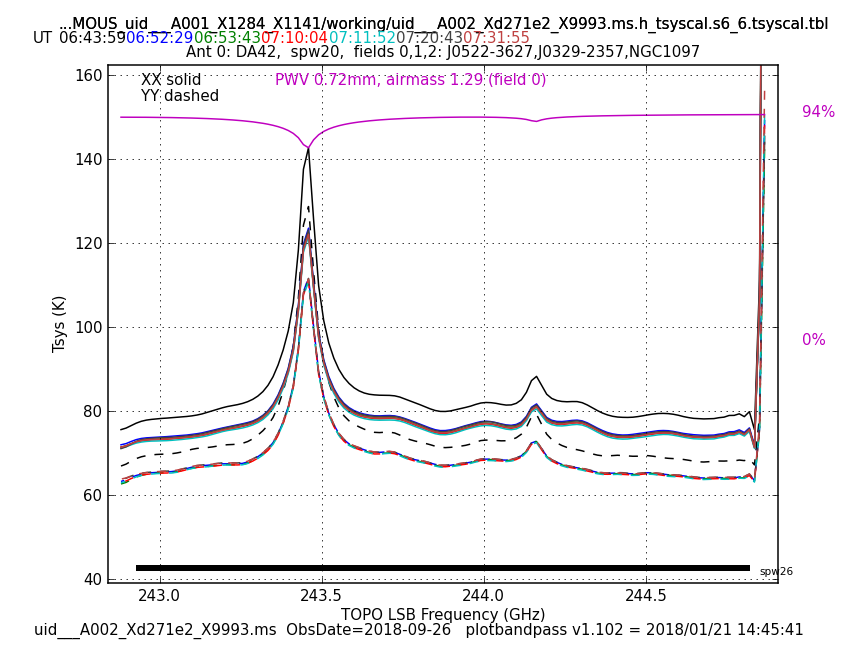 ...MOUS_uid___A001_X1284_X1141/working/uid___A002_Xd271e2_X9993.ms.h_tsyscal.s6_6.tsyscal.tbl
UT 06:43:59 06:52:29 06:53:43 07:10:04 07:11:52 07:20:43 07:31:55
Ant 0: DA42,  spw20,  fields 0,1,2: J0522-3627,J0329-2357,NGC1097
XX solid
YY dashed
PWV 0.72mm, airmass 1.29 (field 0)
94%
0%
160
140
120
100
80
60
40
Tsys (K)
spw26
243.0 243.5 244.0 244.5
TOPO LSB Frequency (GHz)
uid___A002_Xd271e2_X9993.ms  ObsDate=2018-09-26   plotbandpass v1.102 = 2018/01/21 14:45:41